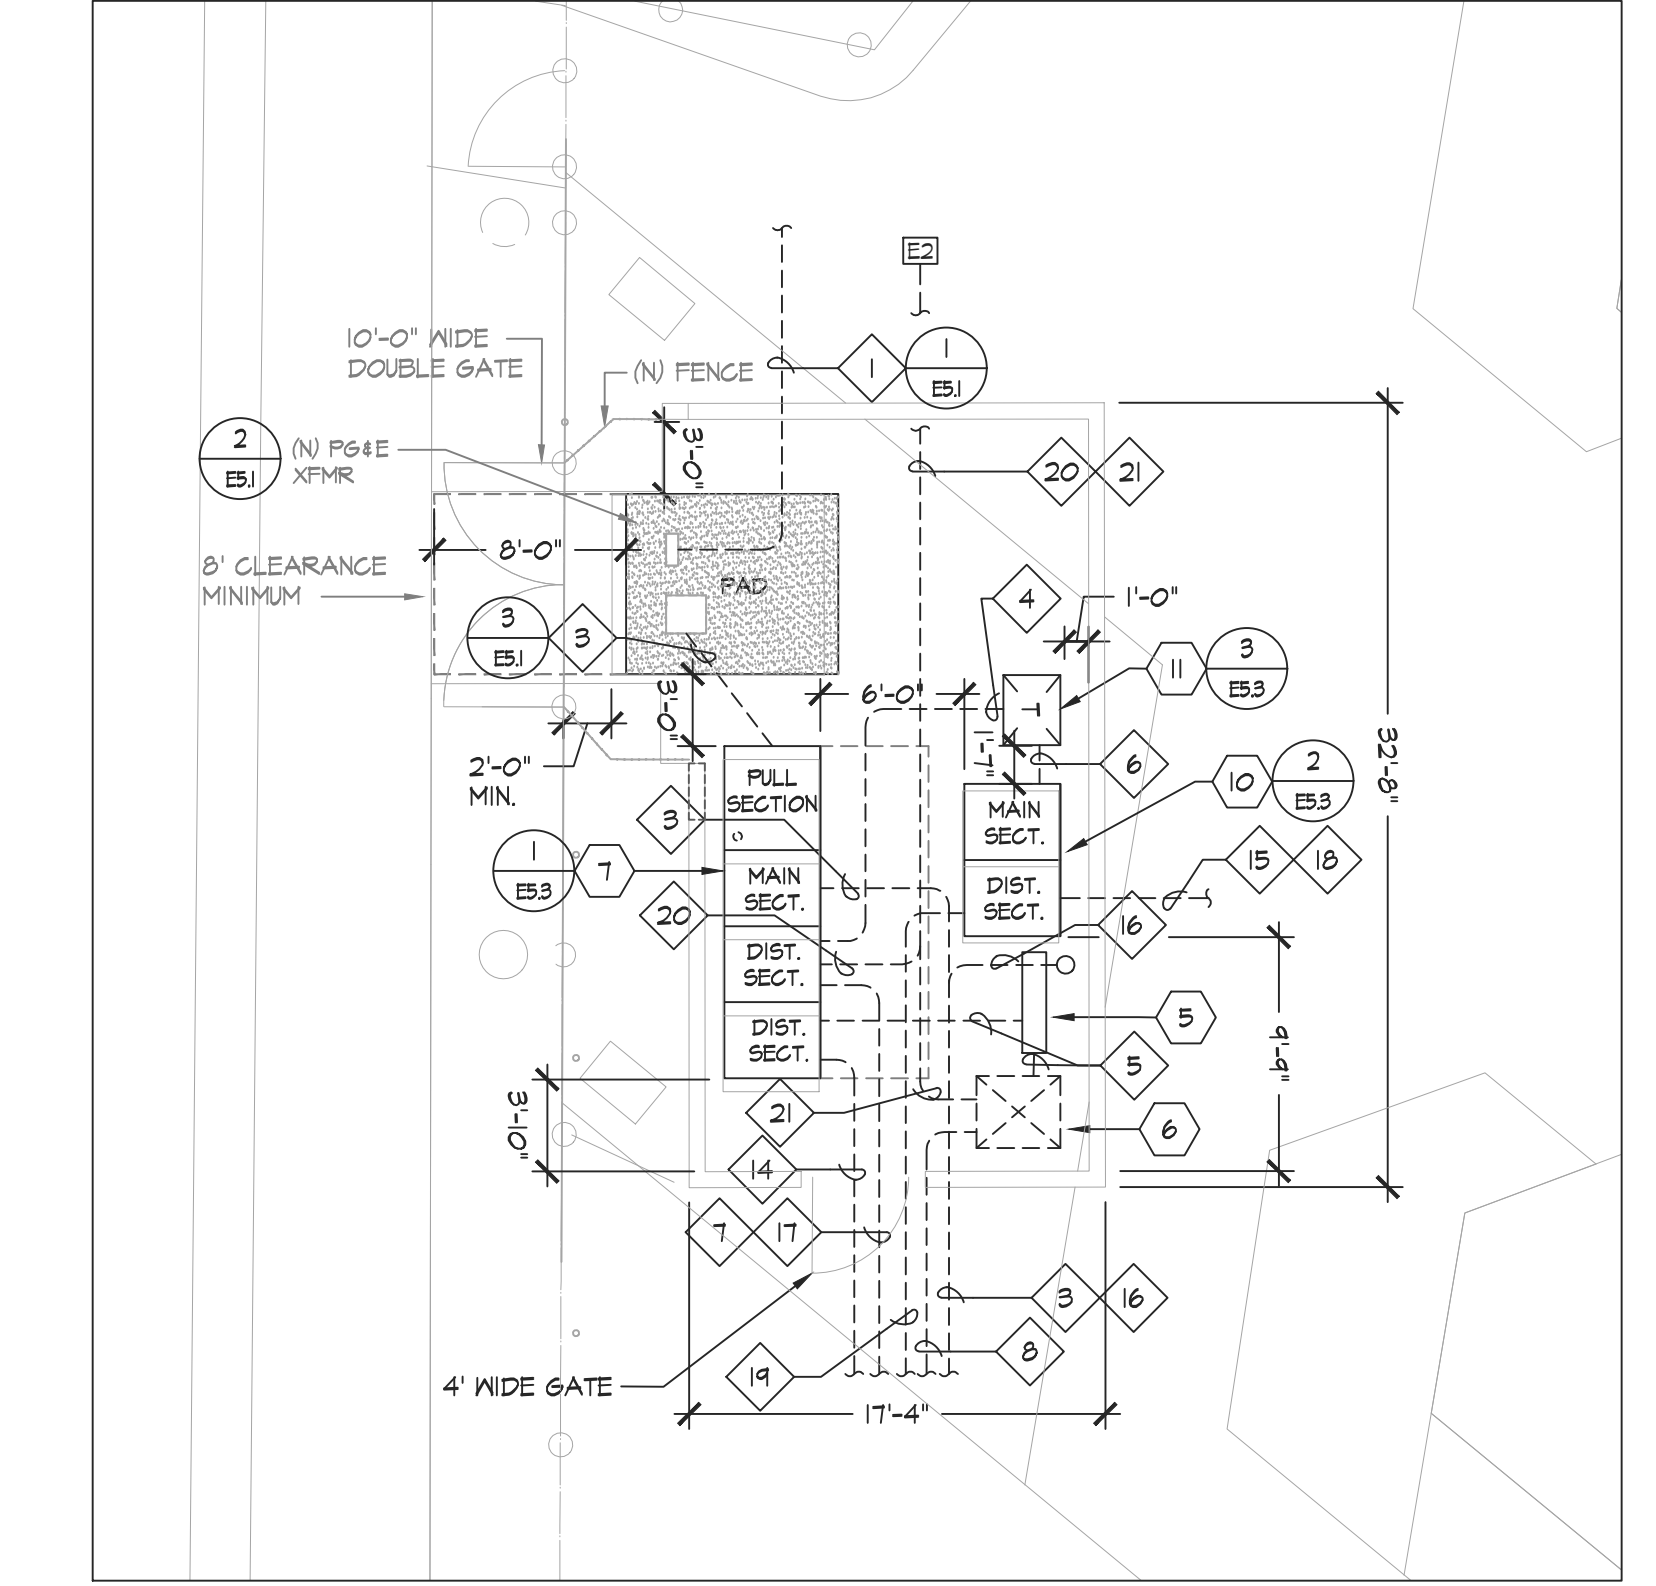 E2
1
1
E5.1
10'-0" WIDE
DOUBLE GATE
(N) FENCE
2
E5.1
(N) PG&E
XFMR
3'-0"
20
21
8'-0"
8' CLEARANCE
MINIMUM
PAD
4
1'-0"
3
E5.1
3
11
3
E5.3
3'-0"
6'-0"
T
1'-7"
6
2'-0"
MIN.
PULL
SECTION
10
2
E5.3
32'-8"
3
MAIN
SECT.
15
18
1
E5.3
7
MAIN
SECT.
DIST.
SECT.
20
16
DIST.
SECT.
5
DIST.
SECT.
9'-9"
5
3'-10"
21
6
14
7
17
3
16
8
19
4' WIDE GATE
17'-4"